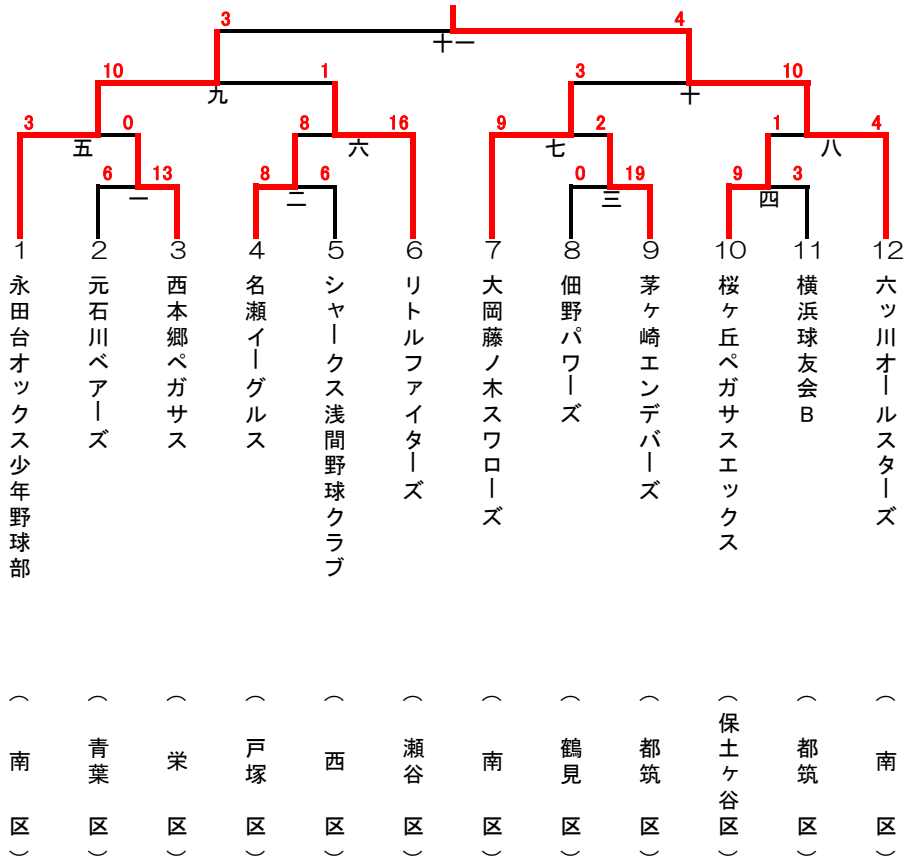 3 4
十一
10 1 3 10
九 十
3 0 8 16 9 2 1 4
五 六 七 八
6 13 8 6 0 19 9 3
一 二 三 四
1 2 3 4 5 6 7 8 9 10 11 12
永田台オックス少年野球部
元石川ベアーズ
西本郷ペガサス
名瀬イーグルス
シャークス浅間野球クラブ
リトルファイターズ
大岡藤ノ木スワローズ
佃野パワーズ
茅ヶ崎エンデバーズ
桜ヶ丘ペガサスエックス
横浜球友会B
六ッ川オールスターズ
（南区）
（青葉区）
（栄区）
（戸塚区）
（西区）
（瀬谷区）
（南区）
（鶴見区）
（都筑区）
（保土ケ谷区）
（都筑区）
（南区）